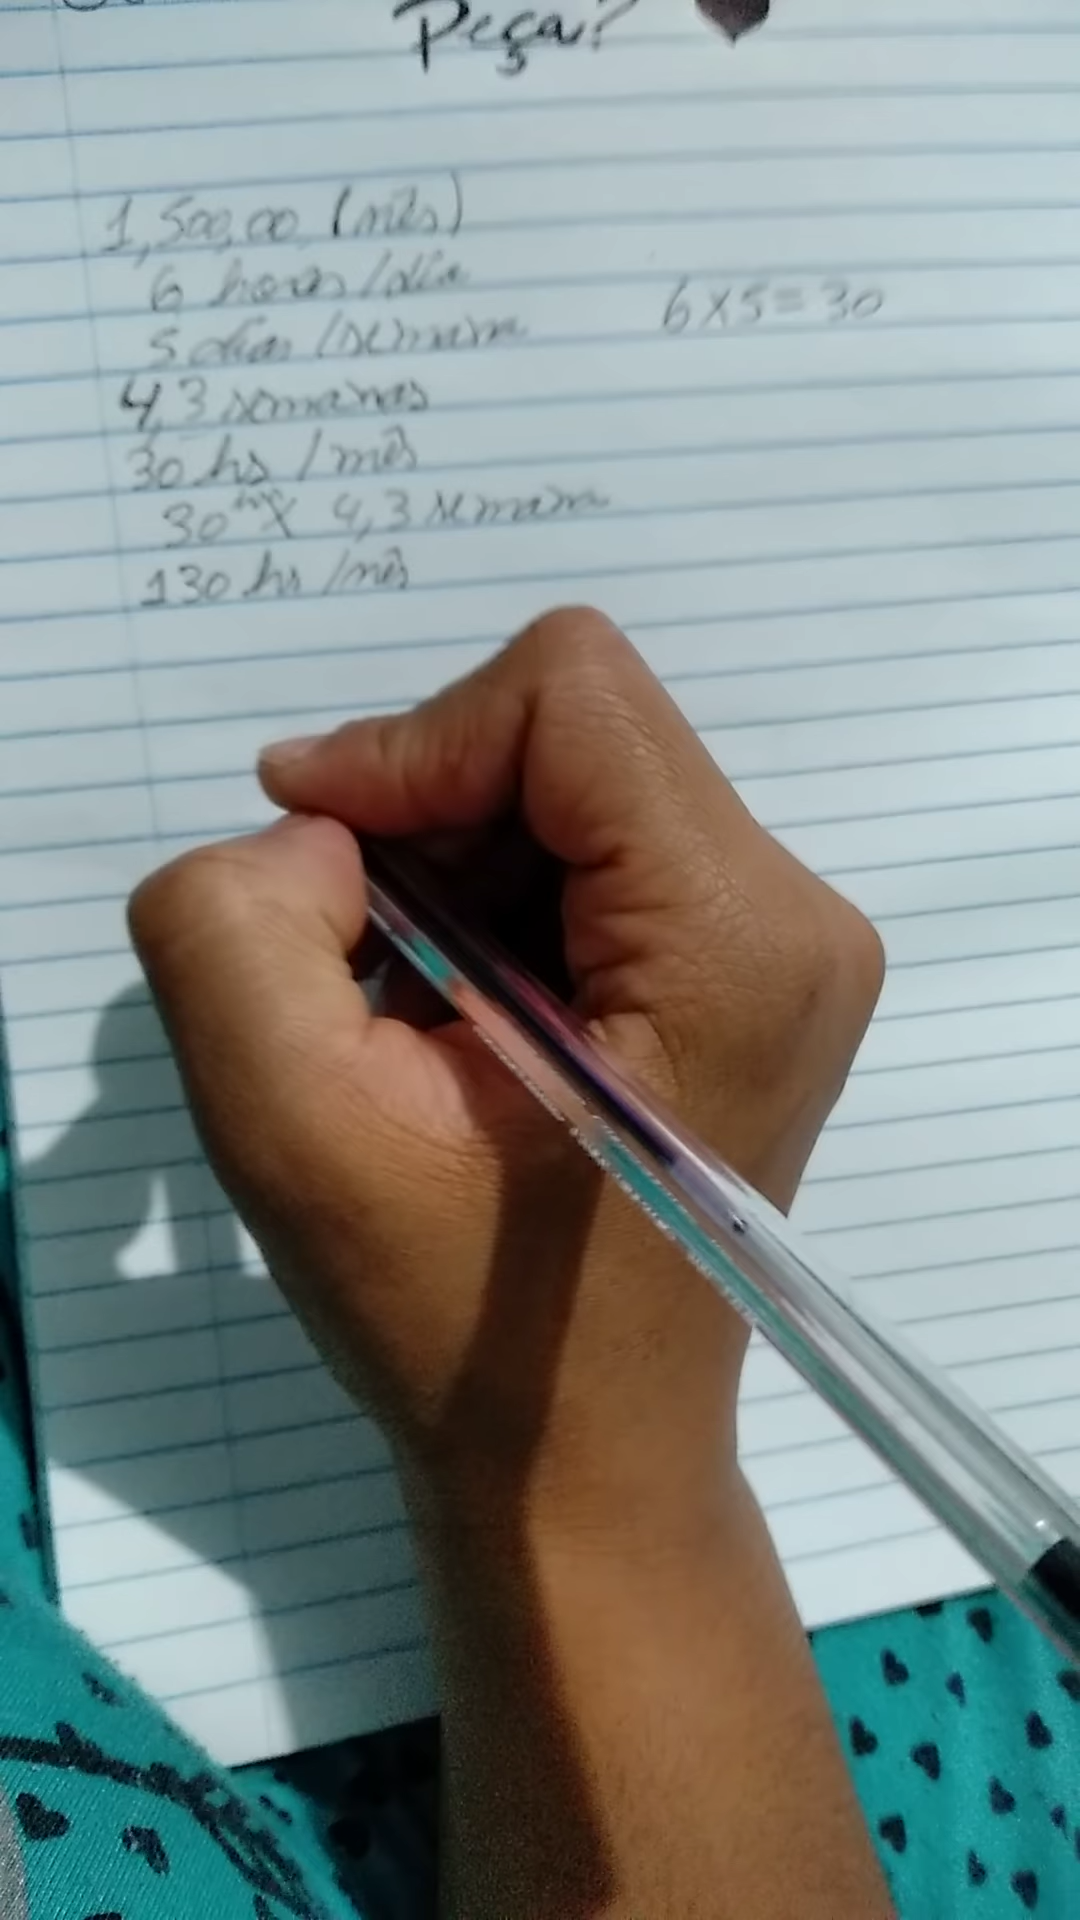 Peça?
1,500,00 (mês)
6 horas/dia
6x5=30
5 dias/semana
4,3 semanas
30 hs/mês
30 x 4,3 semana
130 hs/mês